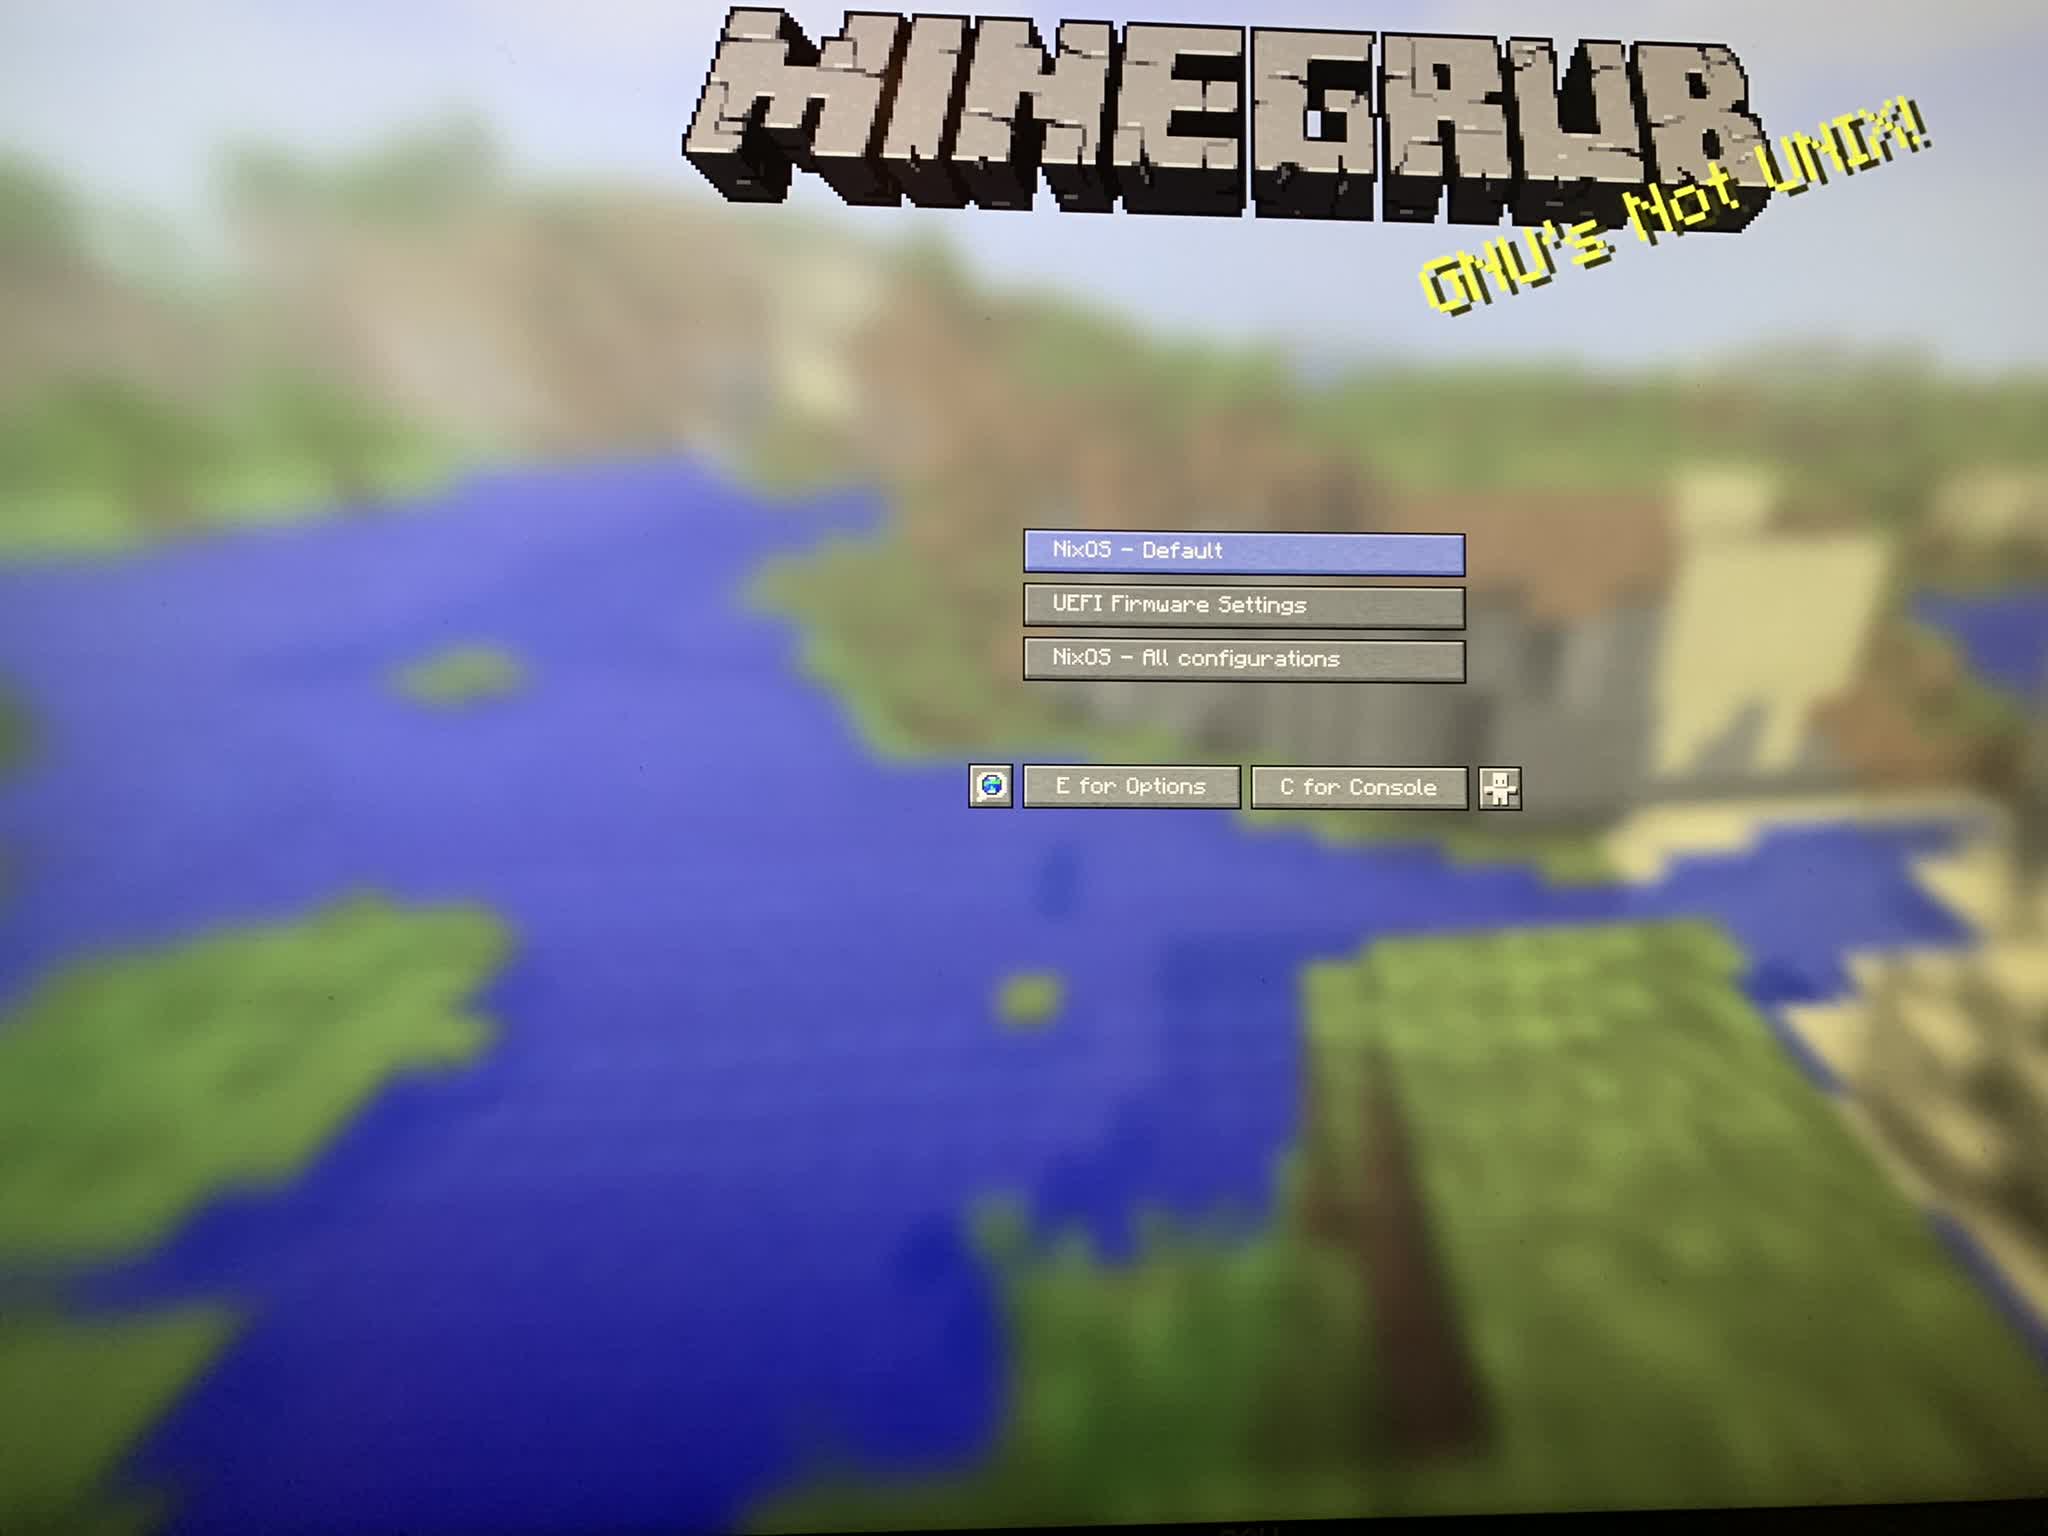 MINEGRUB
GNU's Not UNIX!
NixOS - Default
UEFI Firmware Settings
NixOS - All configurations
E for Options
C for Console